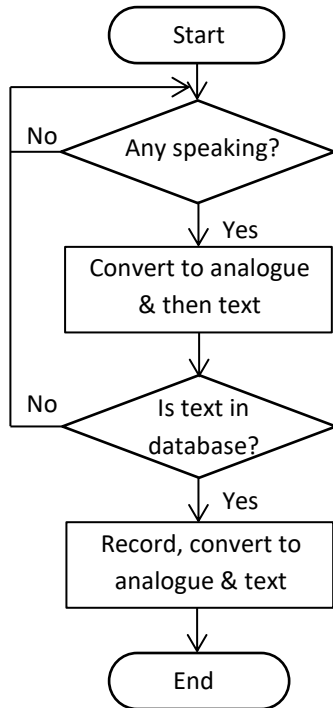 Start
No
Any speaking?
Yes
Convert to analogue
& then text
No
Is text in
database?
Yes
Record, convert to
analogue & text
End